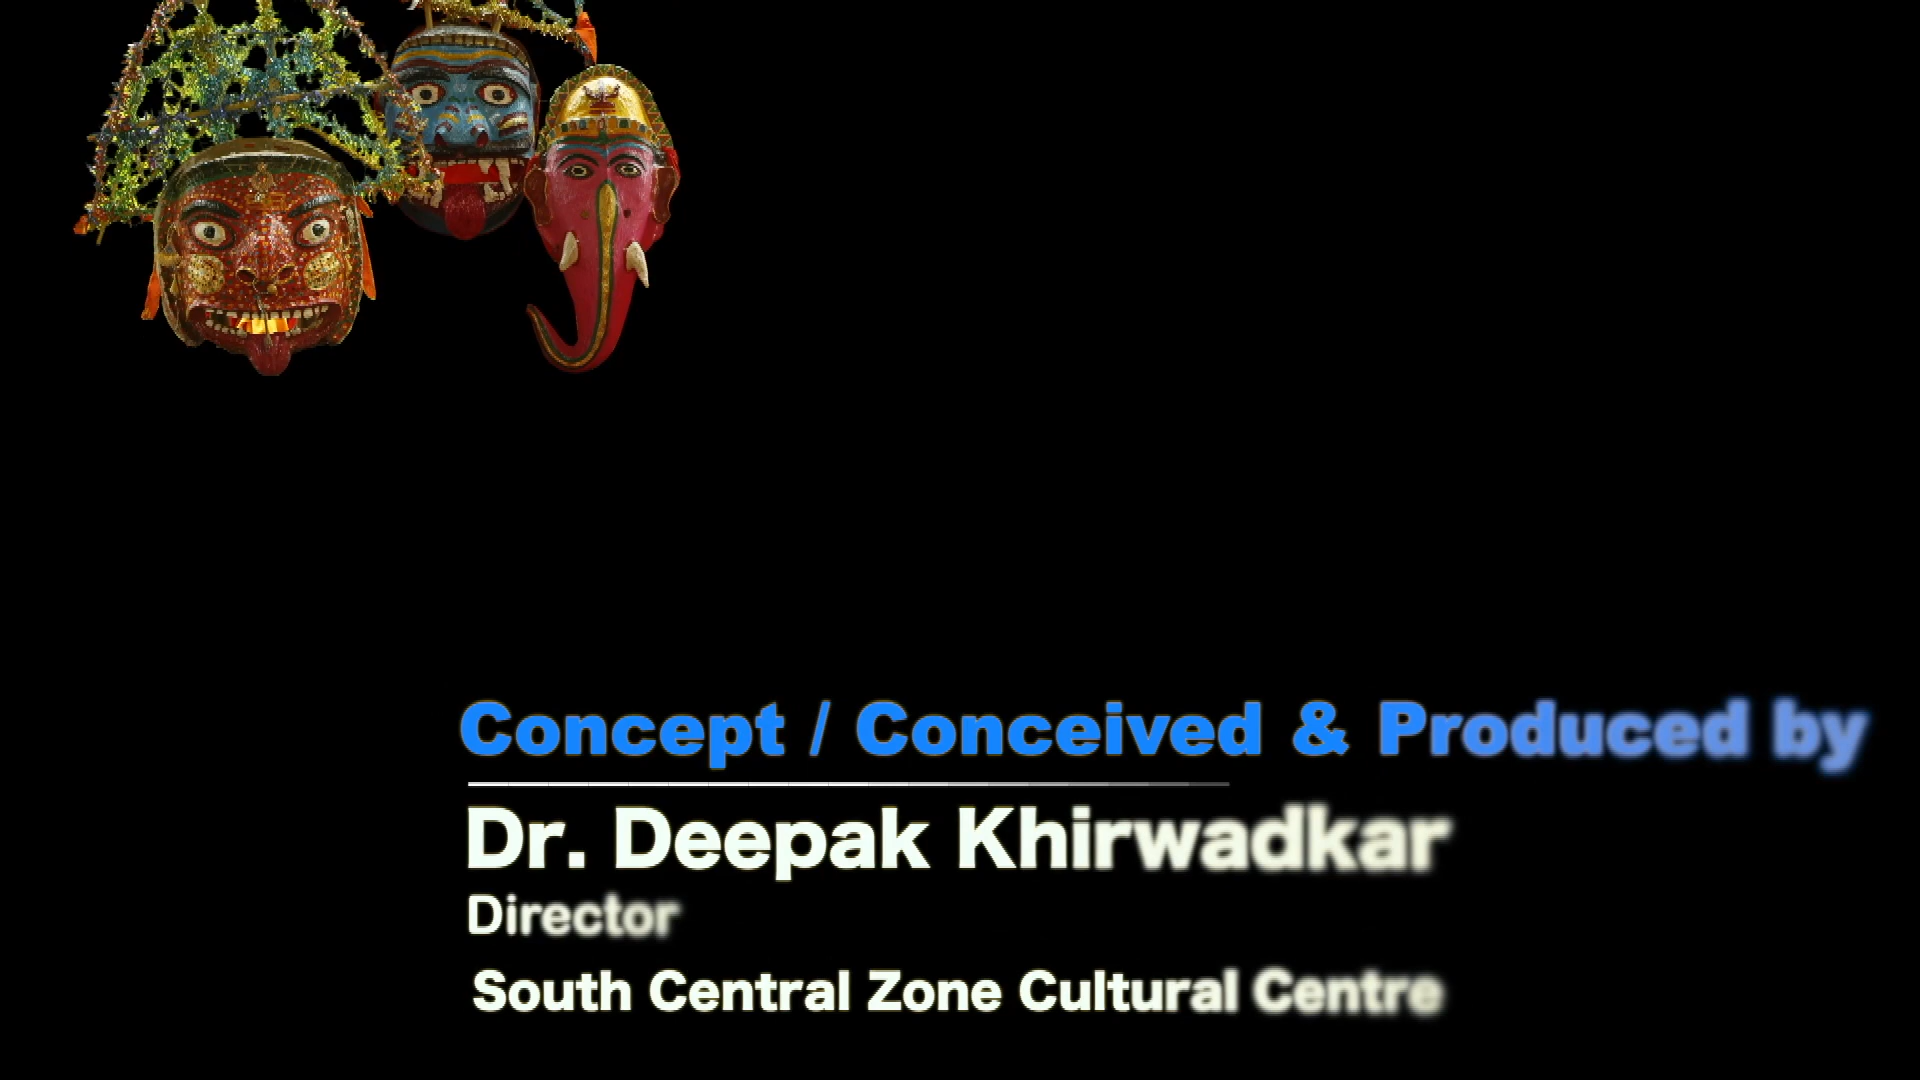 Concept / Conceived & Produced by
Dr. Deepak Khirwadkar
Director
South Central Zone Cultural Centre